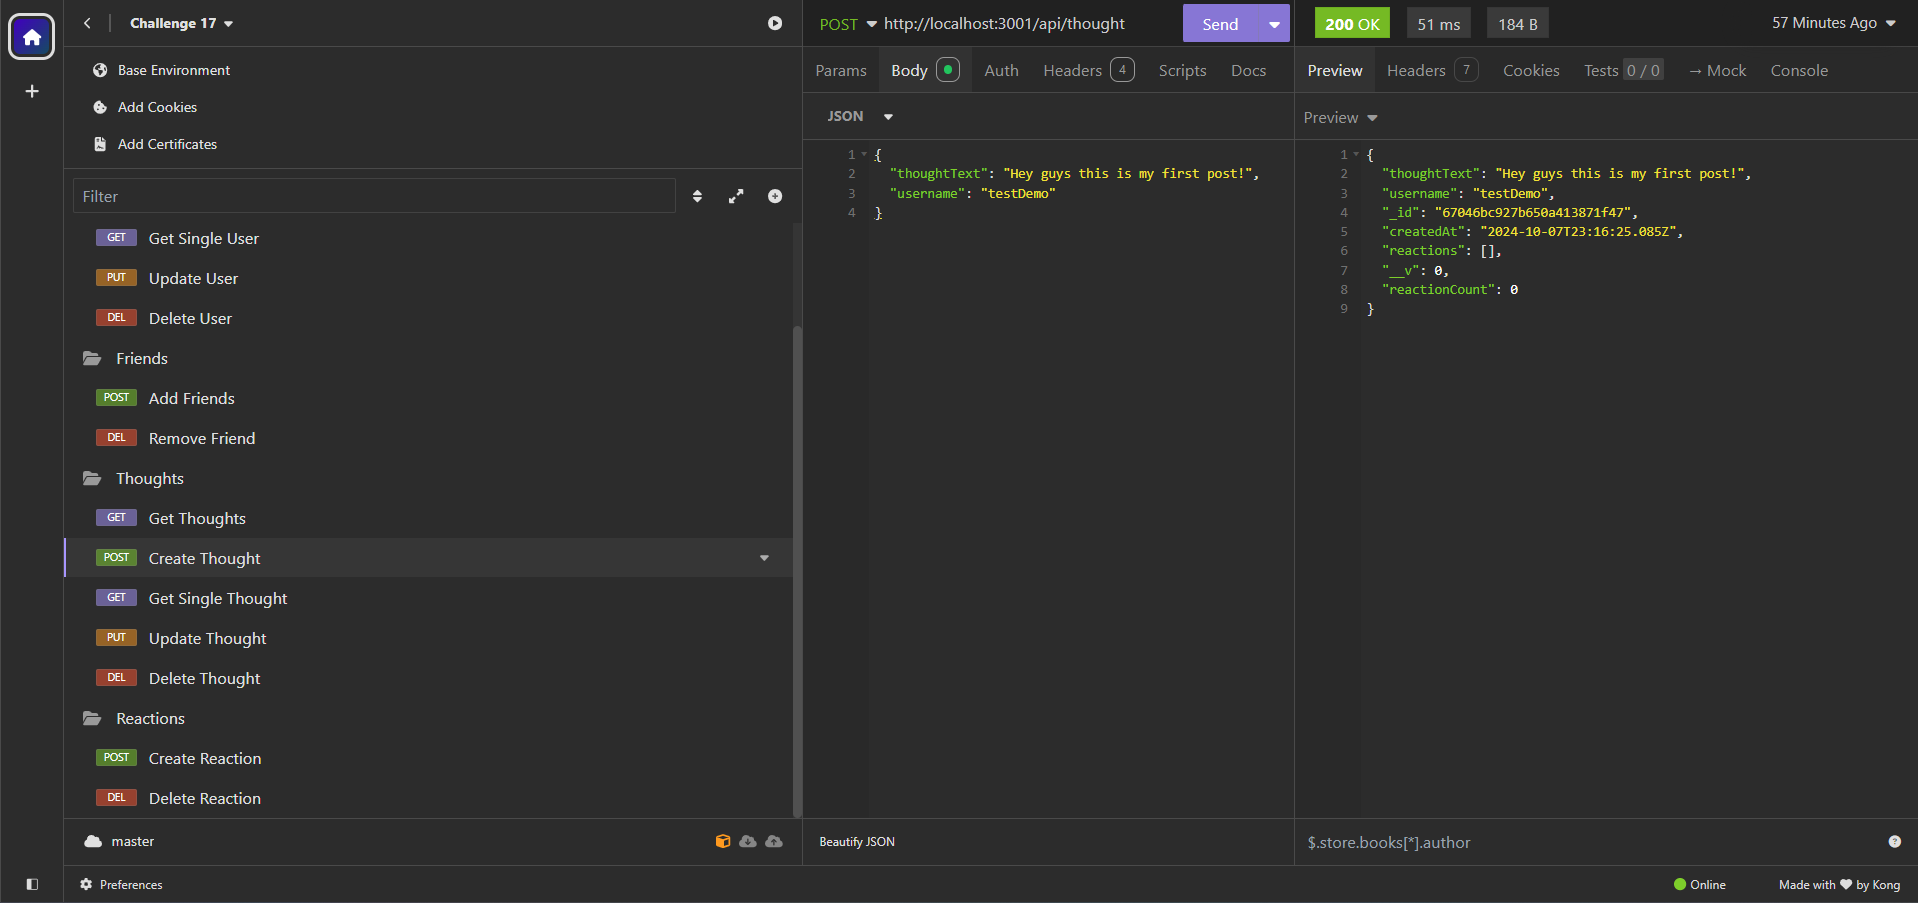 Challenge 17
Base Environment
Add Cookies
Add Certificates
Filter
GET Get Single User
PUT Update User
DEL Delete User
Friends
POST Add Friends
DEL Remove Friend
Thoughts
GET Get Thoughts
POST Create Thought
GET Get Single Thought
PUT Update Thought
DEL Delete Thought
Reactions
POST Create Reaction
DEL Delete Reaction
master
Preferences
POST http://localhost:3001/api/thought Send
Params Body Auth Headers 4 Scripts Docs
JSON
1 {
2 "thoughtText": "Hey guys this is my first post!",
3 "username": "testDemo"
4 }
Beautify JSON
200 OK 51 ms 184 B 57 Minutes Ago
Preview Headers 7 Cookies Tests 0 / 0 → Mock Console
Preview
1 {
2 "thoughtText": "Hey guys this is my first post!",
3 "username": "testDemo",
4 "_id": "67046bc927b650a413871f47",
5 "createdAt": "2024-10-07T23:16:25.085Z",
6 "reactions": [],
7 "__v": 0,
8 "reactionCount": 0
9 }
$.store.books[*].author
Online Made with ♥ by Kong